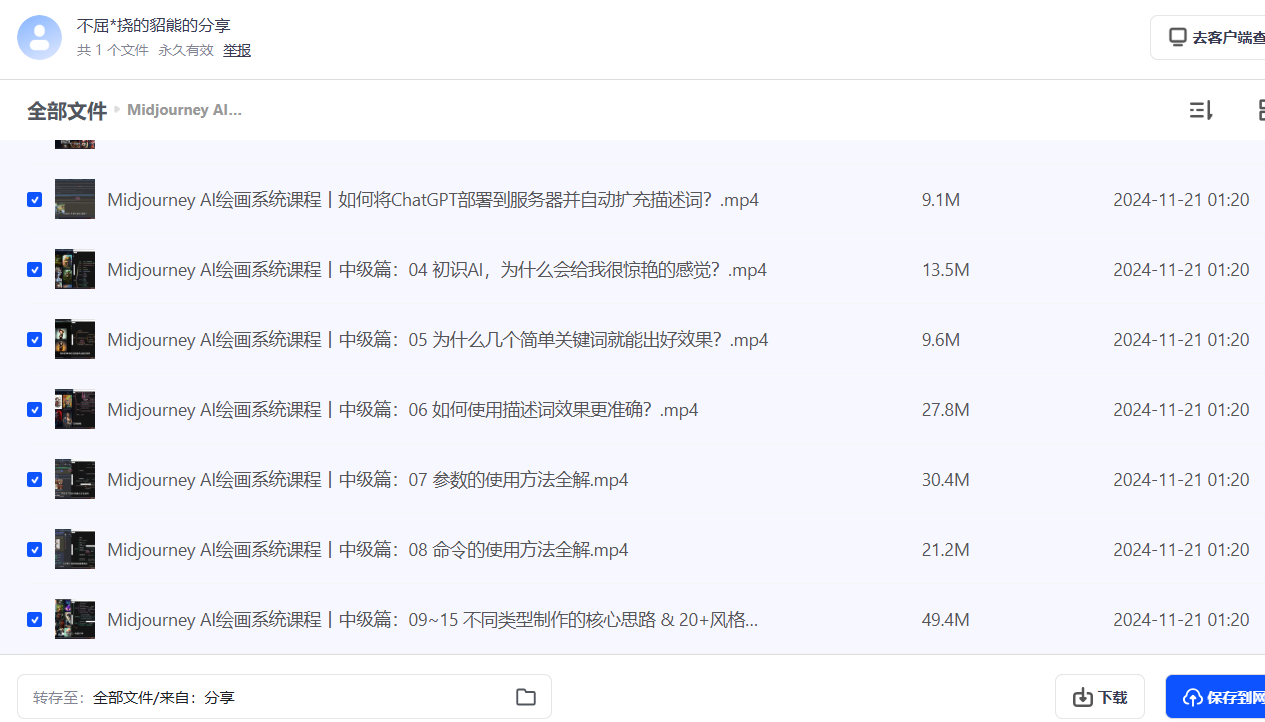 不屈*挠的貂熊的分享
共 1 个文件 永久有效 举报
去客户端查
全部文件 Midjourney AI...
Midjourney AI绘画系统课程丨如何将ChatGPT部署到服务器并自动扩充描述词？.mp4 9.1M 2024-11-21 01:20
Midjourney AI绘画系统课程丨中级篇：04 初识AI，为什么会给我很惊艳的感觉？.mp4 13.5M 2024-11-21 01:20
Midjourney AI绘画系统课程丨中级篇：05 为什么几个简单关键词就能出好效果？.mp4 9.6M 2024-11-21 01:20
Midjourney AI绘画系统课程丨中级篇：06 如何使用描述词效果更准确？.mp4 27.8M 2024-11-21 01:20
Midjourney AI绘画系统课程丨中级篇：07 参数的使用方法全解.mp4 30.4M 2024-11-21 01:20
Midjourney AI绘画系统课程丨中级篇：08 命令的使用方法全解.mp4 21.2M 2024-11-21 01:20
Midjourney AI绘画系统课程丨中级篇：09~15 不同类型制作的核心思路 & 20+风格... 49.4M 2024-11-21 01:20
转存至：全部文件/来自：分享 下载 保存到网